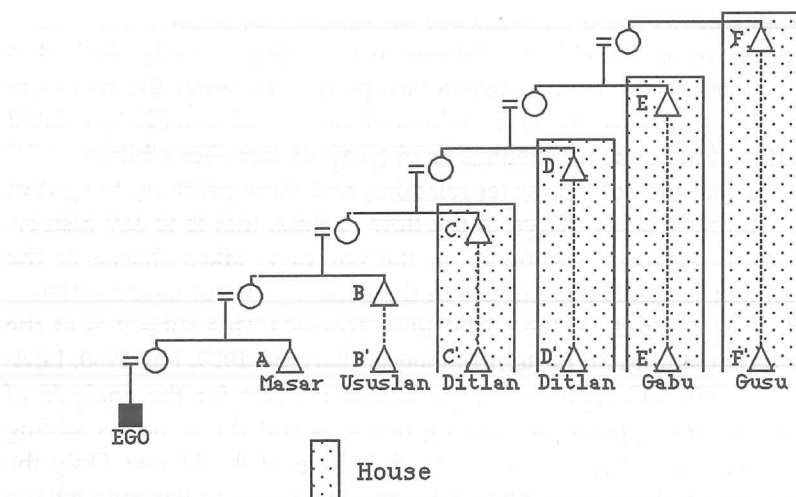 F
E
D
C
B
A B' C' D' E' F'
Masar Ususlan Ditlan Ditlan Gabu Gusu
EGO
House